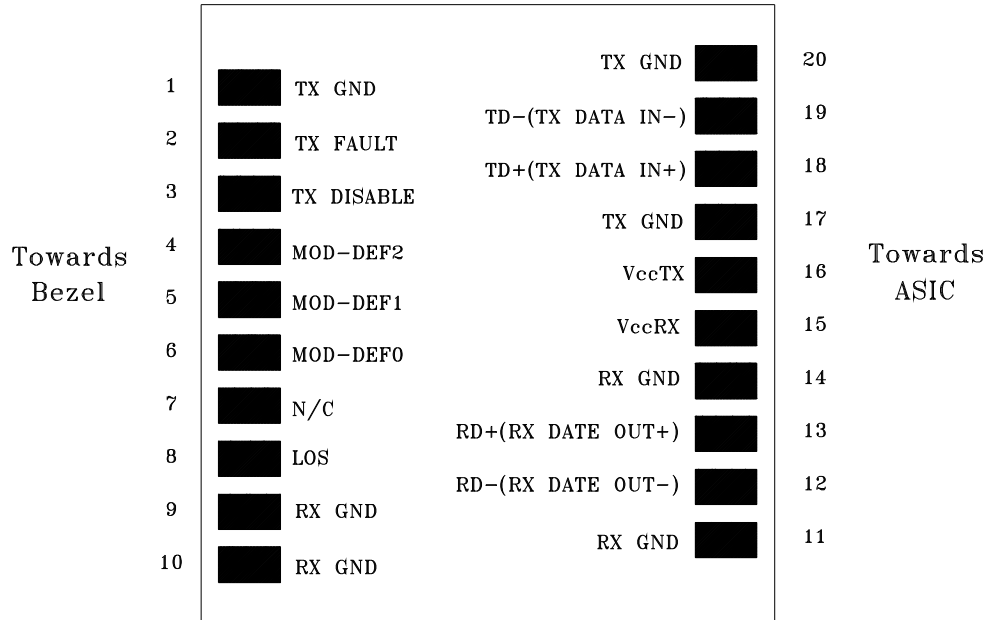 1 TX GND
2 TX FAULT
3 TX DISABLE
4 MOD-DEF2
5 MOD-DEF1
6 MOD-DEF0
7 N/C
8 LOS
9 RX GND
10 RX GND
Towards
Bezel
TX GND 20
TD-(TX DATA IN-) 19
TD+(TX DATA IN+) 18
TX GND 17
VccTX 16
VccRX 15
RX GND 14
RD+(RX DATE OUT+) 13
RD-(RX DATE OUT-) 12
RX GND 11
Towards
ASIC